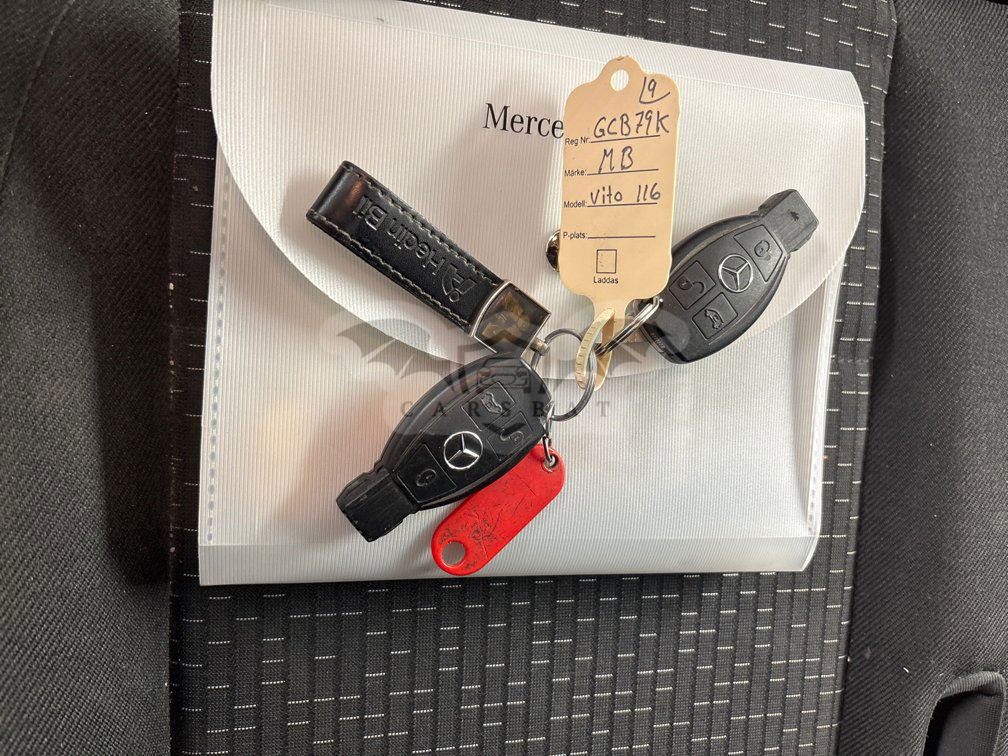 Merce
19
Reg Nr: GCB79K
Märke: MB
Modell: Vito 116
P-plats:
Laddas
Hedin Bil
CARSBAT